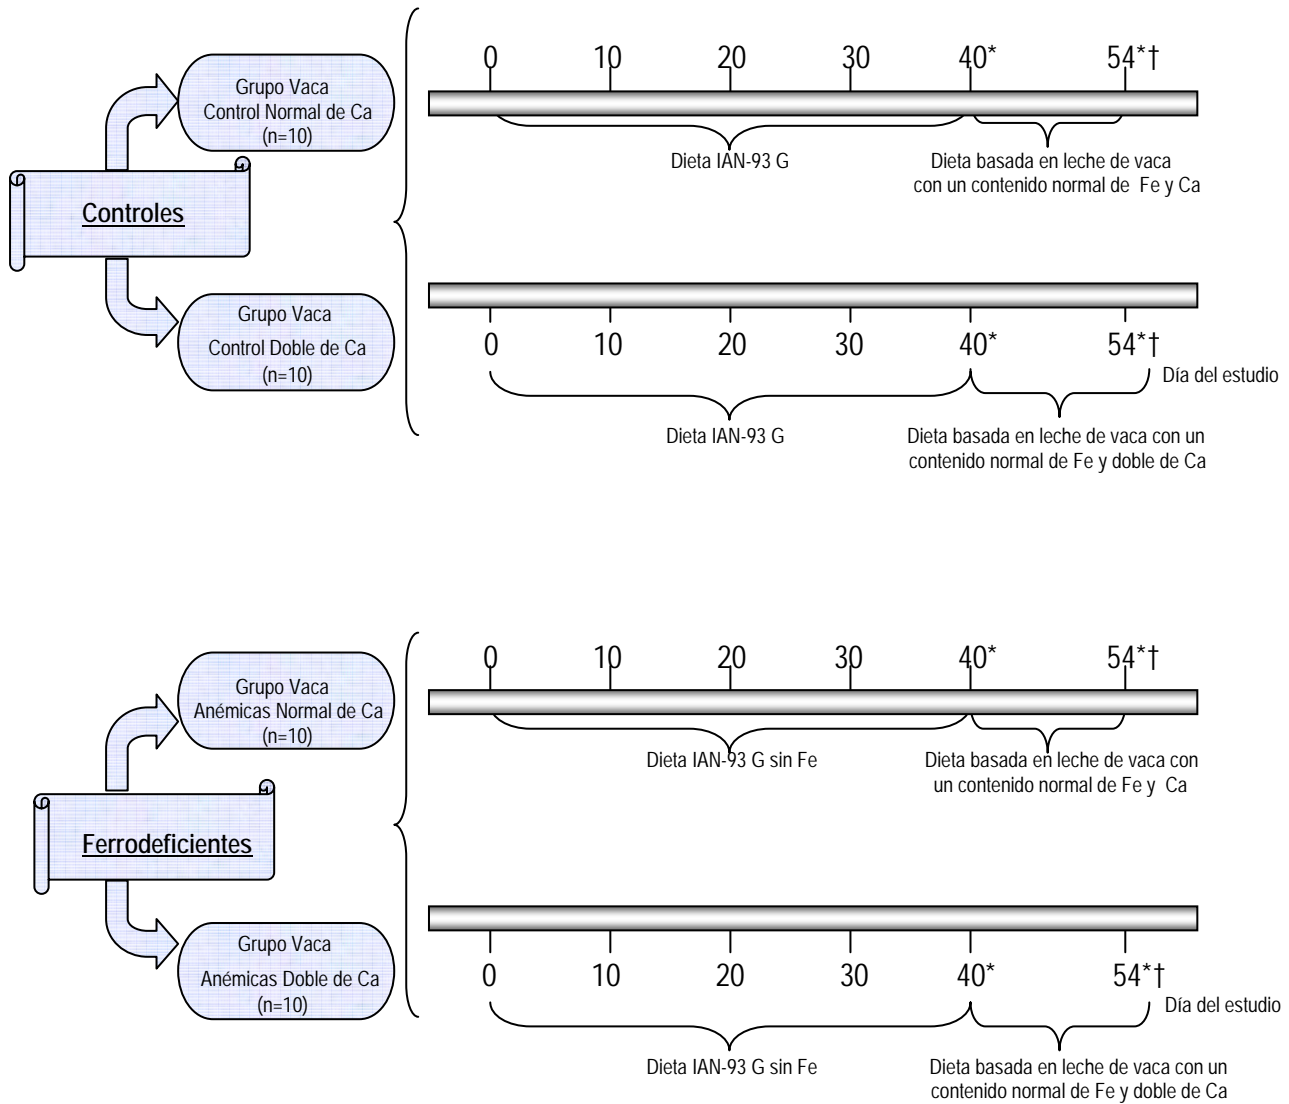 0 10 20 30 40* 54*†
Grupo Vaca
Control Normal de Ca
(n=10)
Dieta IAN-93 G
Dieta basada en leche de vaca
con un contenido normal de Fe y Ca
Controles
Grupo Vaca
Control Doble de Ca
(n=10)
0 10 20 30 40* 54*†
Día del estudio
Dieta IAN-93 G
Dieta basada en leche de vaca con un
contenido normal de Fe y doble de Ca
0 10 20 30 40* 54*†
Grupo Vaca
Anémicas Normal de Ca
(n=10)
Dieta IAN-93 G sin Fe
Dieta basada en leche de vaca con
un contenido normal de Fe y Ca
Ferrodeficientes
Grupo Vaca
Anémicas Doble de Ca
(n=10)
0 10 20 30 40* 54*†
Día del estudio
Dieta IAN-93 G sin Fe
Dieta basada en leche de vaca con un
contenido normal de Fe y doble de Ca